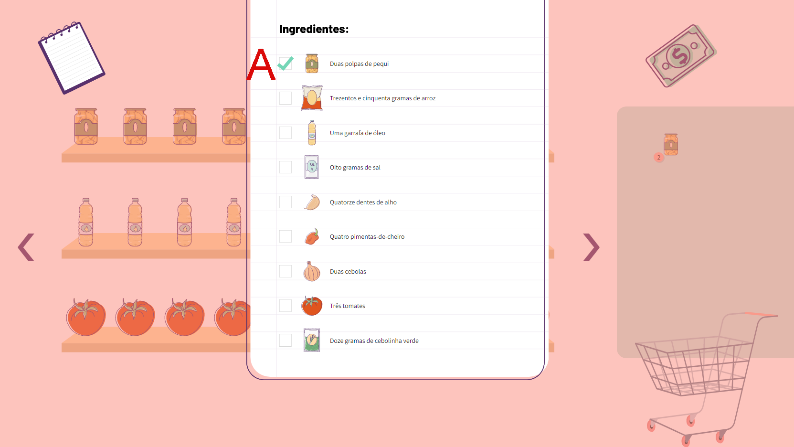 Ingredientes:
A
Duas polpas de pequi
Trezentos e cinquenta gramas de arroz
Uma garrafa de óleo
Oito gramas de sal
Quatorze dentes de alho
Quatro pimentas-de-cheiro
Duas cebolas
Três tomates
Doze gramas de cebolinha verde
2